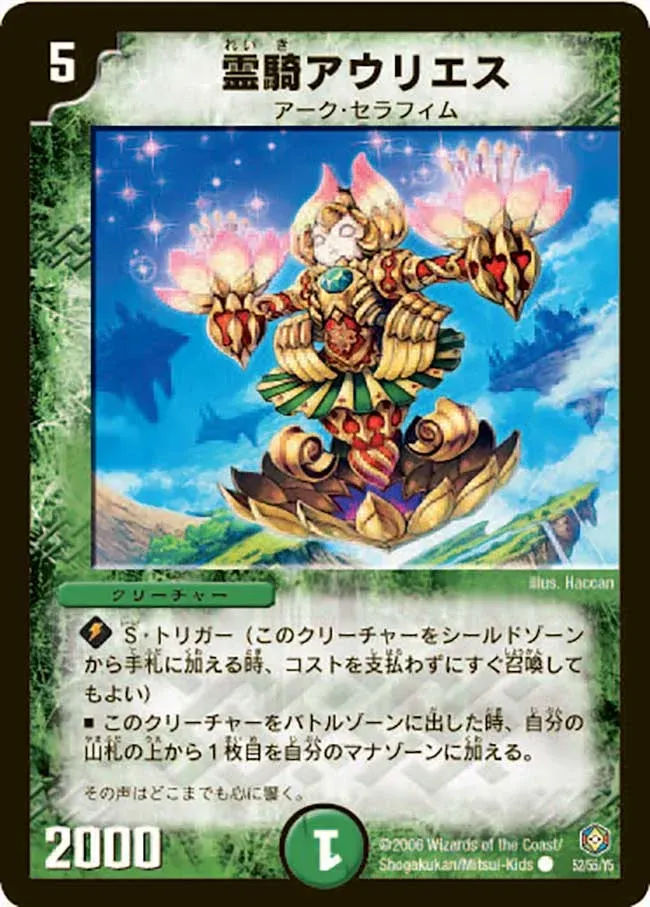 5
れいき
霊騎アウリエス
アーク・セラフィム
illus. Haccan
クリーチャー
S・トリガー（このクリーチャーをシールドゾーン
から手札に加える時、コストを支払わずにすぐ召喚して
もよい）
■ このクリーチャーをバトルゾーンに出した時、自分の
山札の上から１枚目を自分のマナゾーンに加える。
その声はどこまでも心に響く。
2000
1
©2006 Wizards of the Coast/
Shogakukan/Mitsui-Kids
52/55/Y5